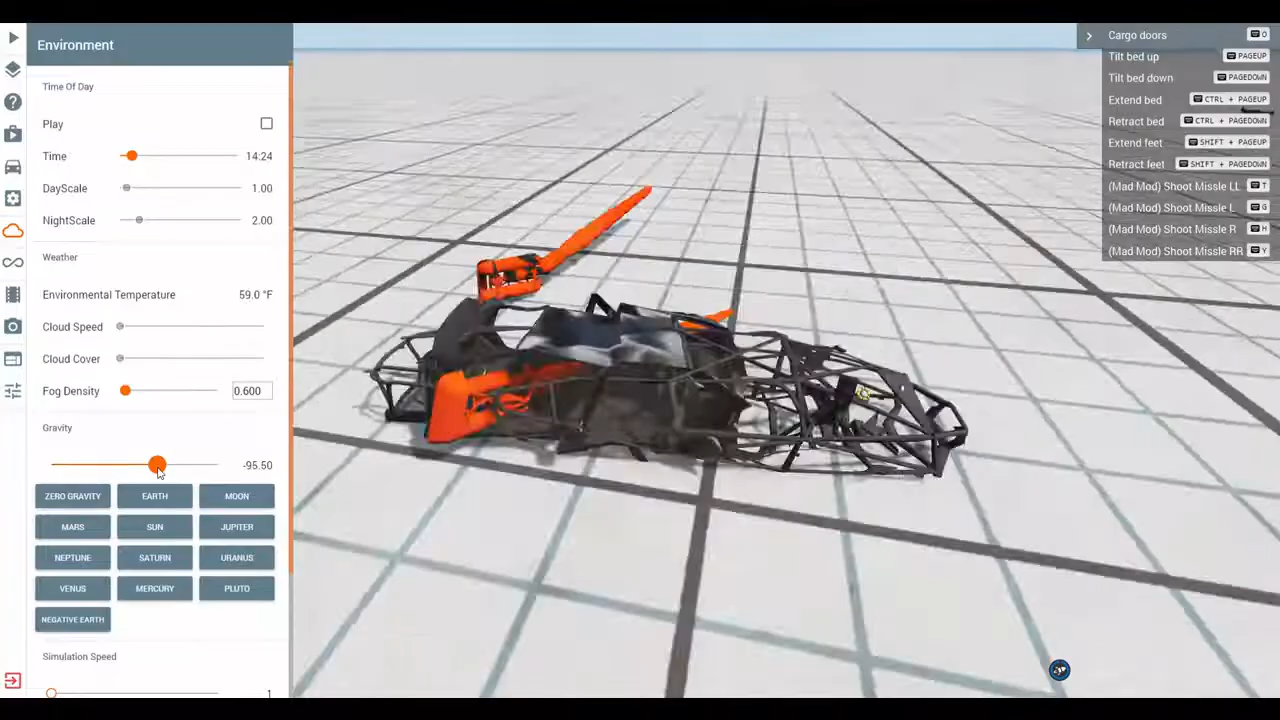 Environment
Time Of Day
Play
Time 14:24
DayScale 1.00
NightScale 2.00
Weather
Environmental Temperature 59.0 °F
Cloud Speed
Cloud Cover
Fog Density 0.600
Gravity
-95.50
ZERO GRAVITY EARTH MOON
MARS SUN JUPITER
NEPTUNE SATURN URANUS
VENUS MERCURY PLUTO
NEGATIVE EARTH
Simulation Speed
1
Cargo doors O
Tilt bed up PAGEUP
Tilt bed down PAGEDOWN
Extend bed CTRL + PAGEUP
Retract bed CTRL + PAGEDOWN
Extend feet SHIFT + PAGEUP
Retract feet SHIFT + PAGEDOWN
(Mad Mod) Shoot Missle LL T
(Mad Mod) Shoot Missle L G
(Mad Mod) Shoot Missle R H
(Mad Mod) Shoot Missle RR Y